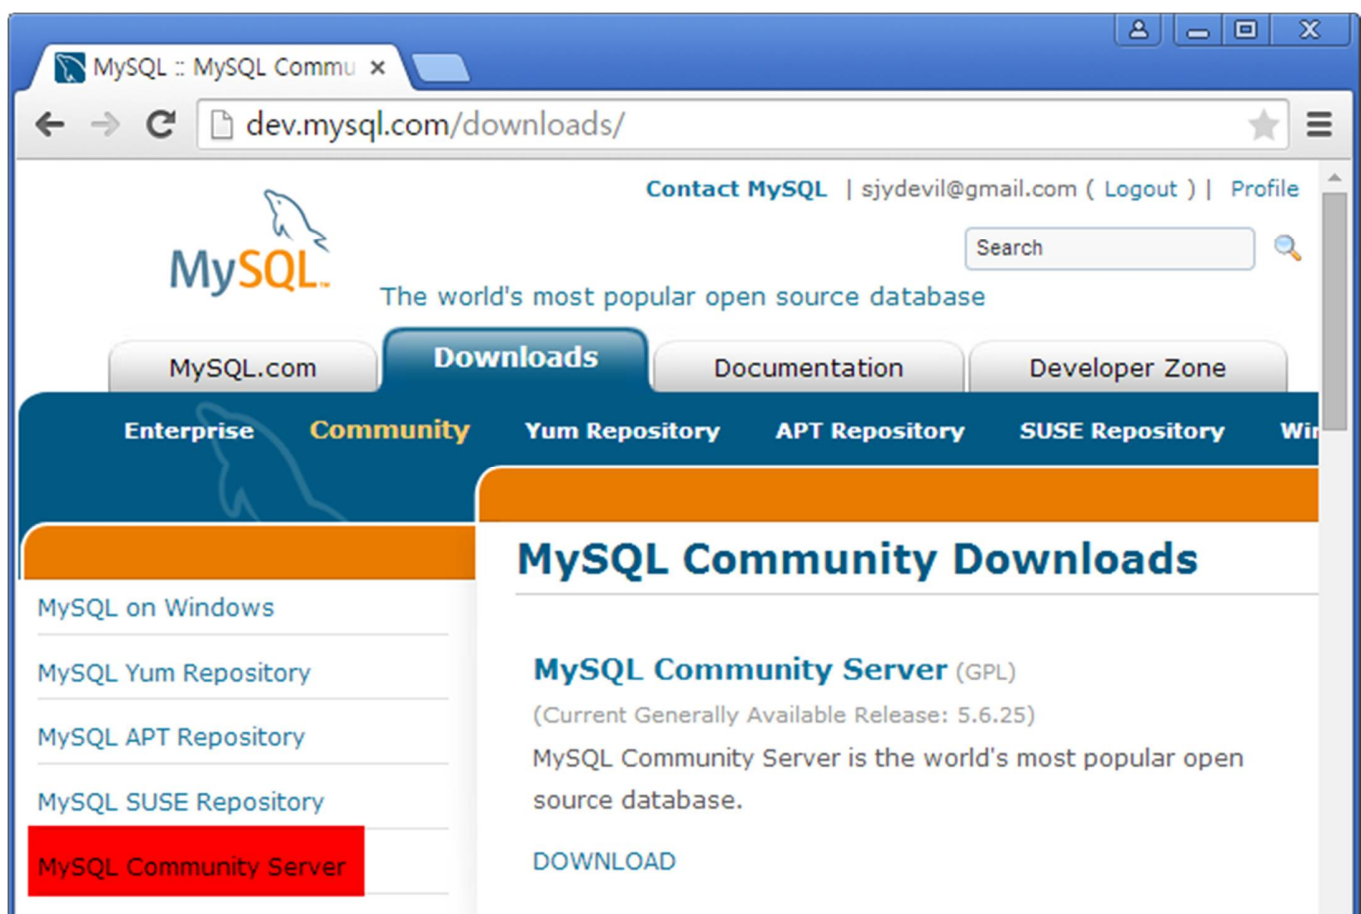 MySQL :: MySQL Commu
dev.mysql.com/downloads/
Contact MySQL | sjydevil@gmail.com ( Logout ) | Profile
MySQL™
Search
The world's most popular open source database
MySQL.com Downloads Documentation Developer Zone
Enterprise Community Yum Repository APT Repository SUSE Repository Win
MySQL Community Downloads
MySQL on Windows
MySQL Yum Repository
MySQL APT Repository
MySQL SUSE Repository
MySQL Community Server
MySQL Community Server (GPL)
(Current Generally Available Release: 5.6.25)
MySQL Community Server is the world's most popular open
source database.
DOWNLOAD